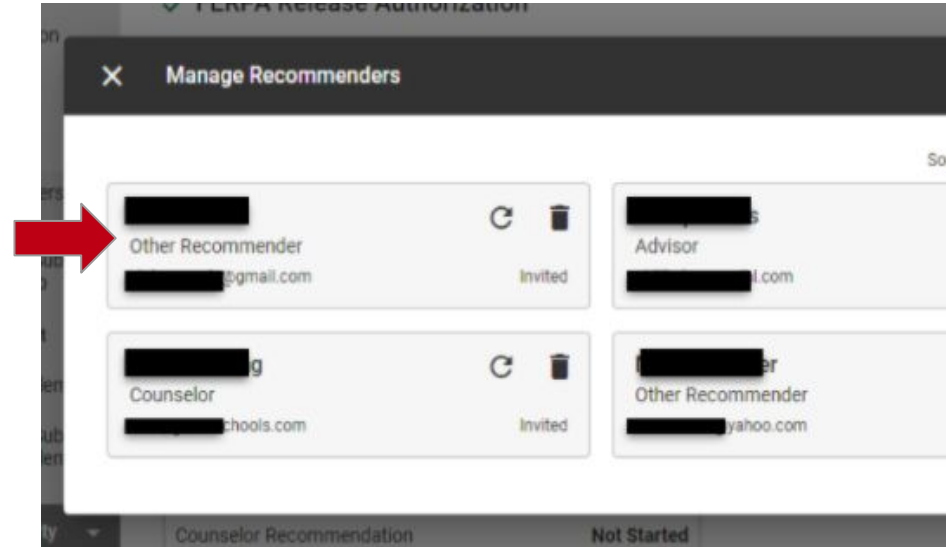 FERPA Release Authorization
Manage Recommenders
Other Recommender
@gmail.com
Invited
s
Advisor
l.com
g
Counselor
chools.com
Invited
er
Other Recommender
yahoo.com
Counselor Recommendation Not Started